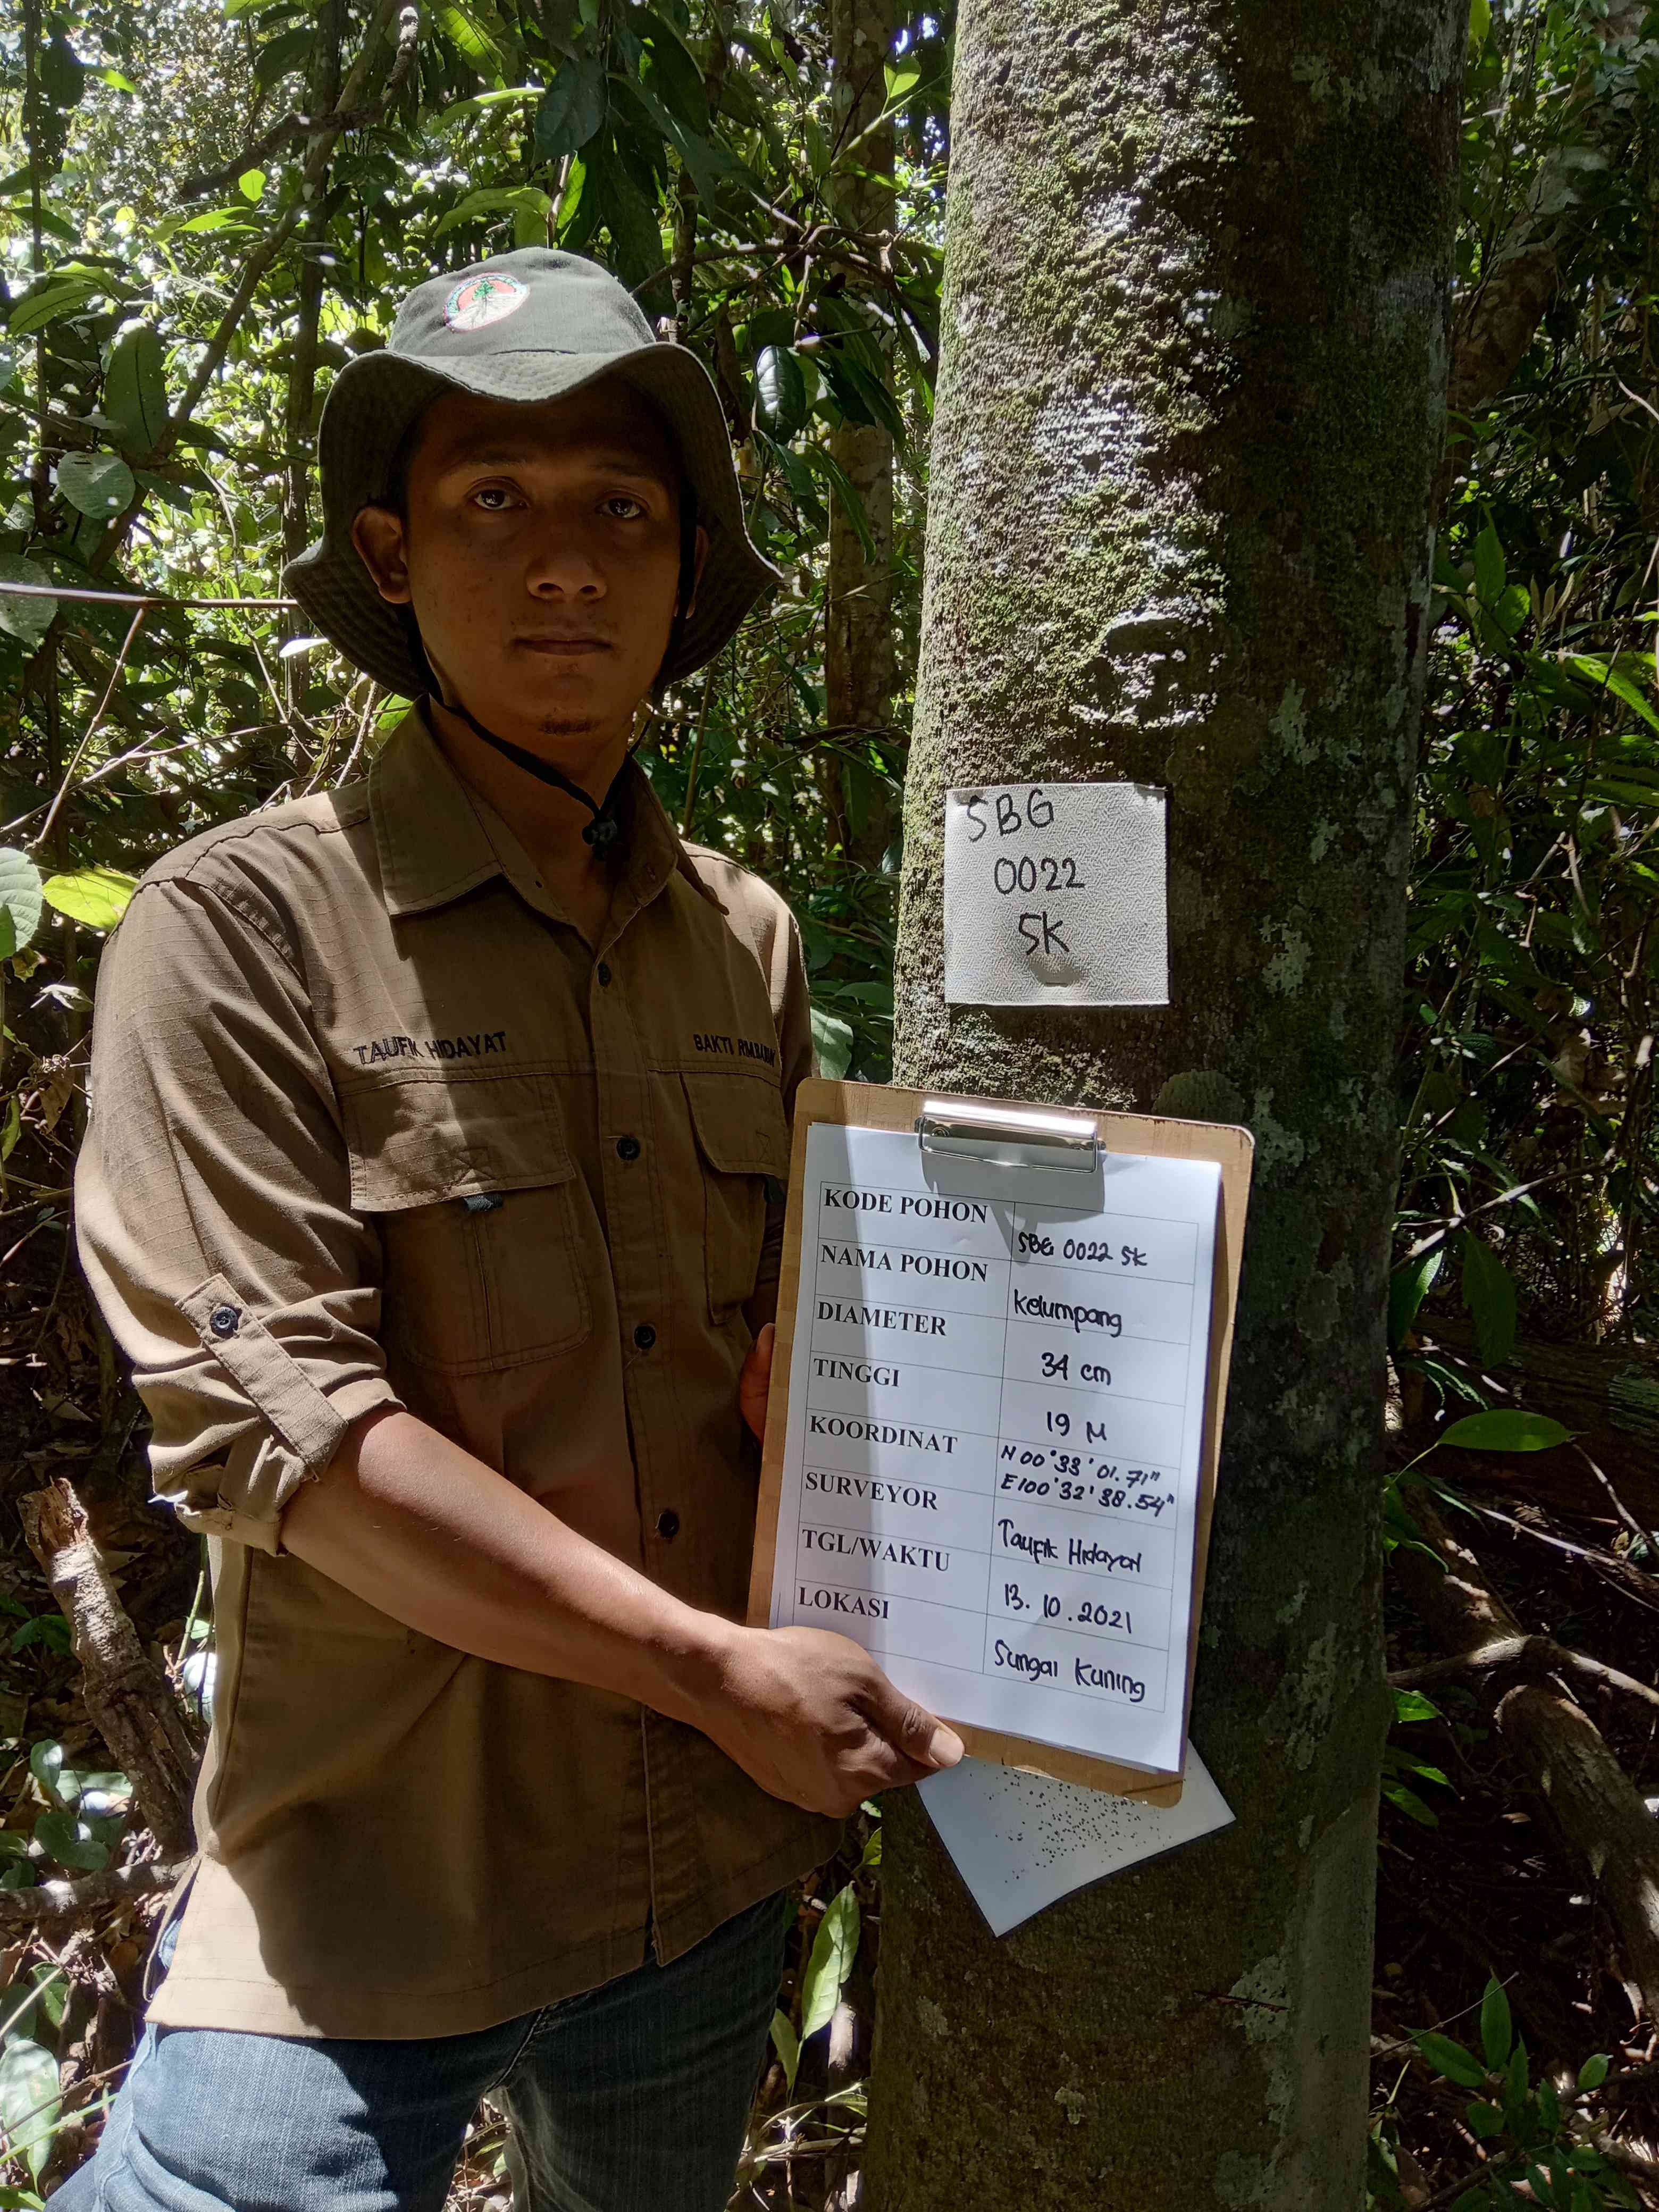 SBG
0022
SK
TAUFIK HIDAYAT
BAKTI RIMBAWAN
KODE POHON SBG 0022 SK
NAMA POHON Kelumpang
DIAMETER 34 cm
TINGGI 19 M
KOORDINAT N 00°33'01.71"
E100°32'38.54"
SURVEYOR Taufik Hidayat
TGL/WAKTU 13.10.2021
LOKASI Sungai Kuning